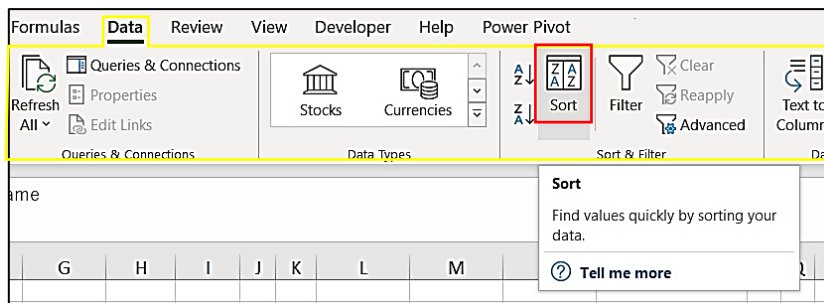 Formulas Data Review View Developer Help Power Pivot
Queries & Connections
Properties
Edit Links
Refresh
All
Queries & Connections
Stocks Currencies
Data Types
A
Z
Z
A
Z A
A Z
Sort
Filter
Clear
Reapply
Advanced
Sort & Filter
Text to
Column
Da
ame
Sort
Find values quickly by sorting your
data.
? Tell me more
G H I J K L M